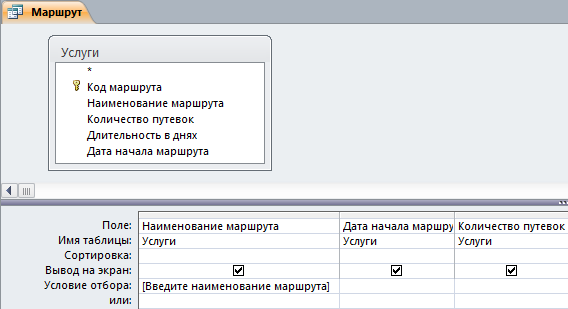 Маршрут
Услуги
*
Код маршрута
Наименование маршрута
Количество путевок
Длительность в днях
Дата начала маршрута
Поле: Наименование маршрута Дата начала маршру Количество путевок
Имя таблицы: Услуги Услуги Услуги
Сортировка:
Вывод на экран:
Условие отбора: [Введите наименование маршрута]
или: